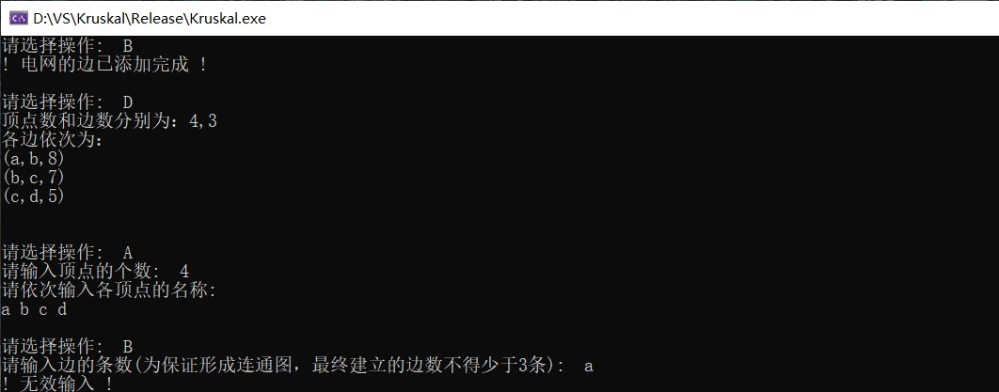 D:\VS\Kruskal\Release\Kruskal.exe
请选择操作:  B
! 电网的边已添加完成 !
请选择操作:  D
顶点数和边数分别为: 4,3
各边依次为:
(a,b,8)
(b,c,7)
(c,d,5)
请选择操作:  A
请输入顶点的个数:  4
请依次输入各顶点的名称:
a b c d
请选择操作:  B
请输入边的条数(为保证形成连通图，最终建立的边数不得少于3条):  a
! 无效输入 !